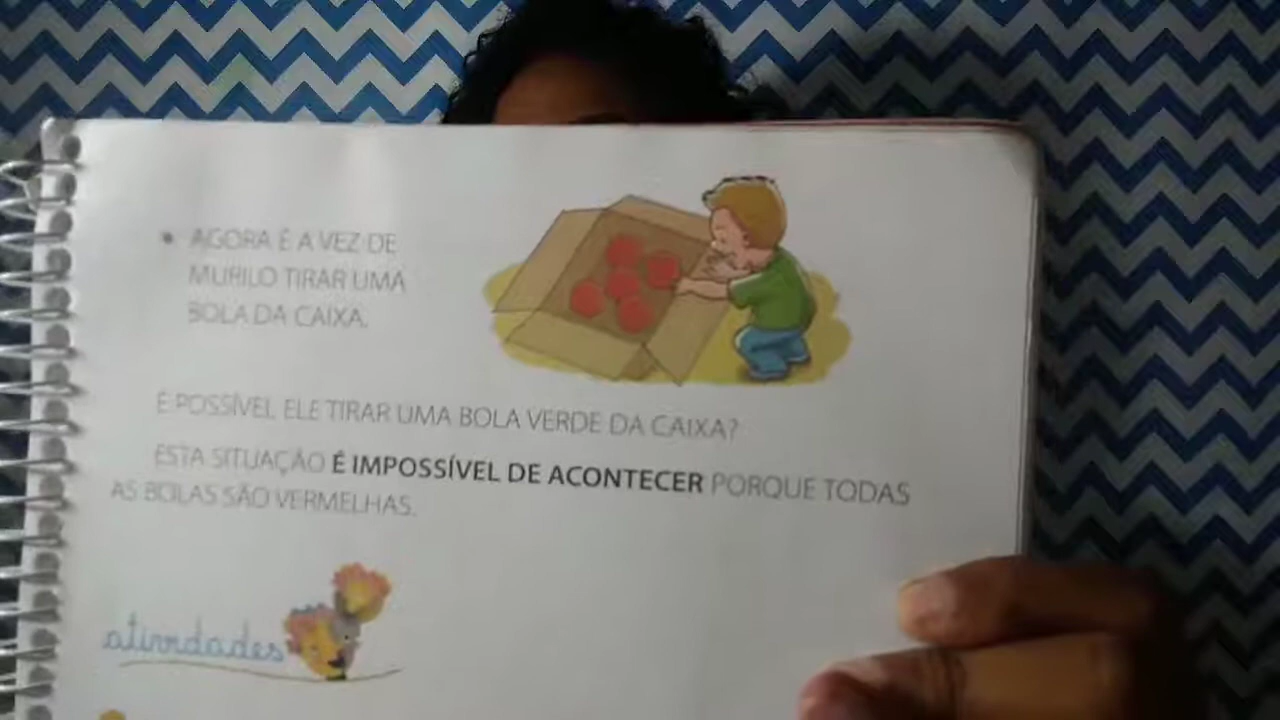 • AGORA É A VEZ DE
MURILO TIRAR UMA
BOLA DA CAIXA.
É POSSÍVEL ELE TIRAR UMA BOLA VERDE DA CAIXA?
ESTA SITUAÇÃO É IMPOSSÍVEL DE ACONTECER PORQUE TODAS
AS BOLAS SÃO VERMELHAS.
atividades